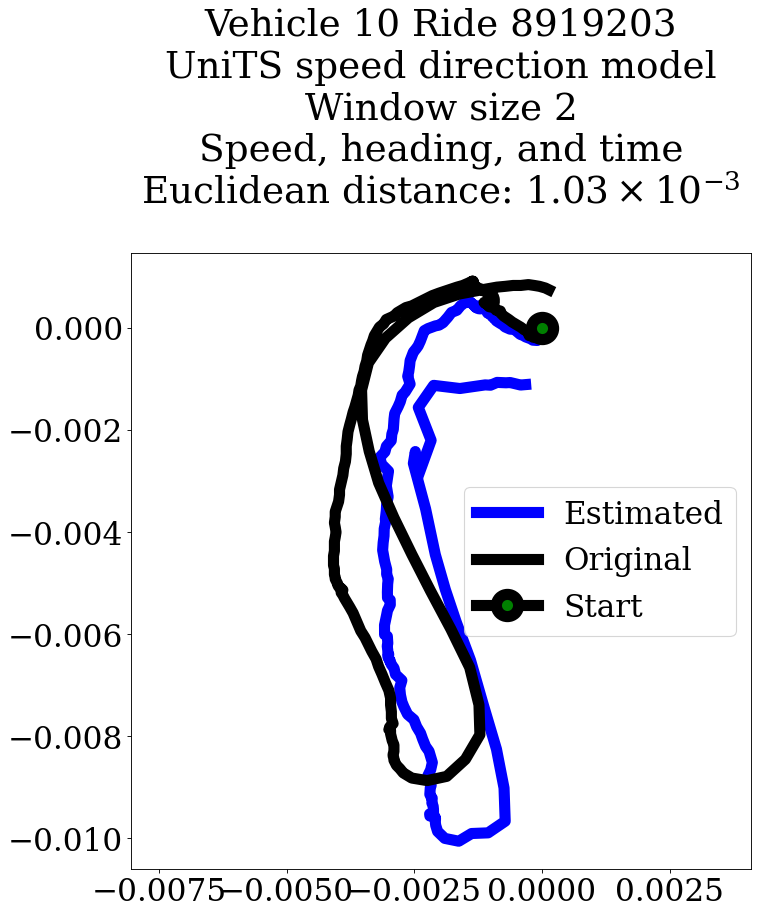 Vehicle 10 Ride 8919203
UniTS speed direction model
Window size 2
Speed, heading, and time
Euclidean distance: 1.03 × 10⁻³
0.000
−0.002
−0.004
−0.006
−0.008
−0.010
Estimated
Original
Start
−0.0075 −0.0050 −0.0025 0.0000 0.0025